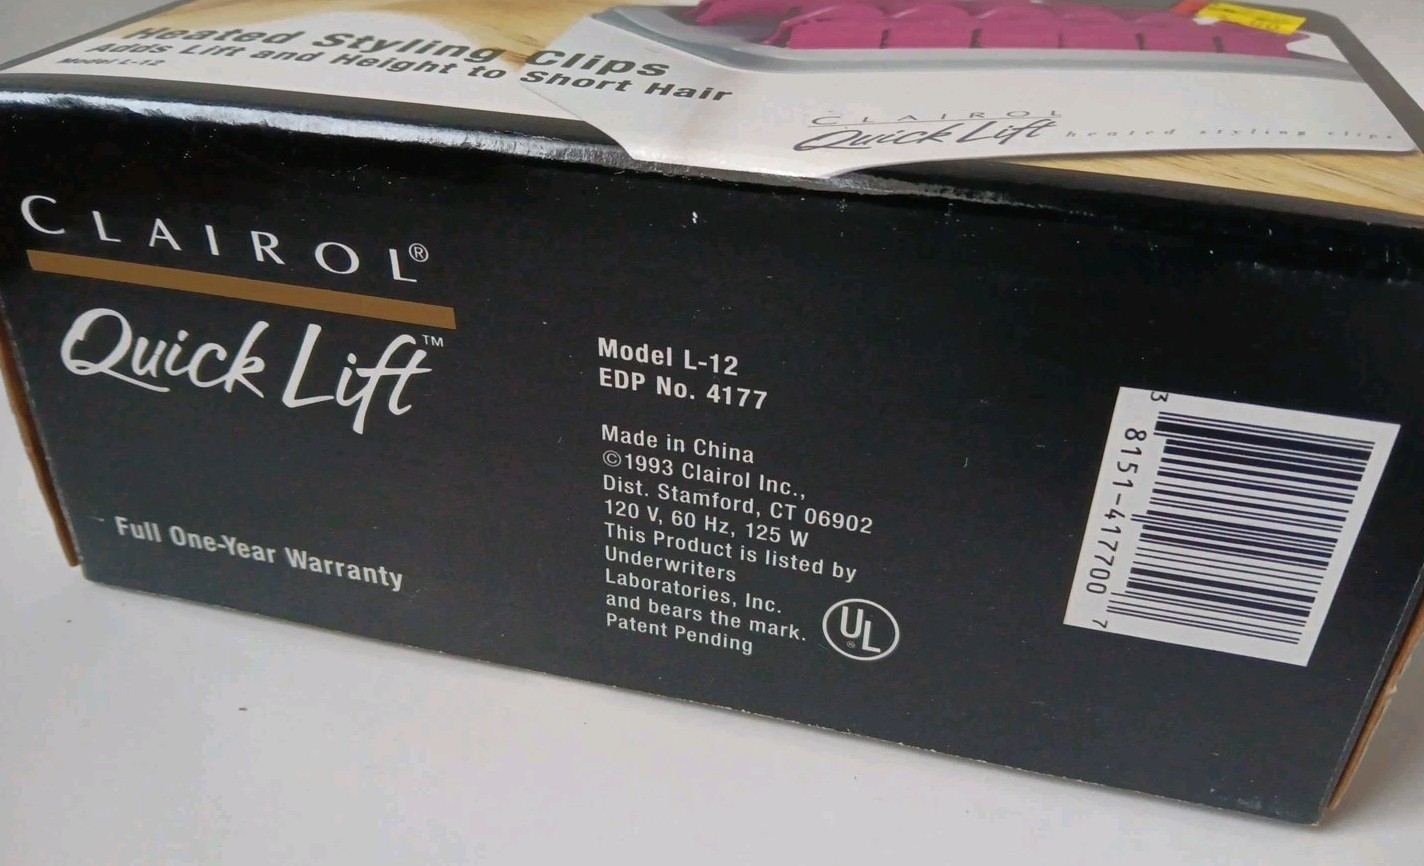 Heated Styling Clips
Adds Lift and Height to Short Hair
Model L-12
CLAIROL
Quick Lift heated styling clips
CLAIROL®
Quick Lift™
Full One-Year Warranty
Model L-12
EDP No. 4177
Made in China
©1993 Clairol Inc.,
Dist. Stamford, CT 06902
120 V, 60 Hz, 125 W
This Product is listed by
Underwriters
Laboratories, Inc.
and bears the mark.
Patent Pending
UL®
3 8151-417700 7